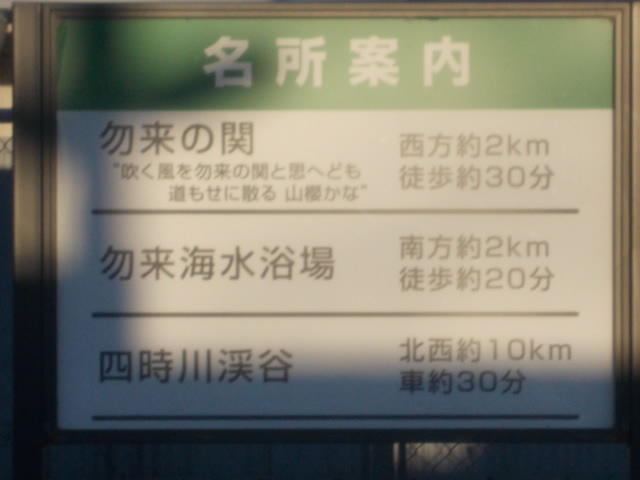 名所案内
勿来の関
西方約2km
"吹く風を勿来の関と思へども
道もせに散る 山櫻かな"
徒歩約30分
勿来海水浴場
南方約2km
徒歩約20分
四時川渓谷
北西約10km
車約30分